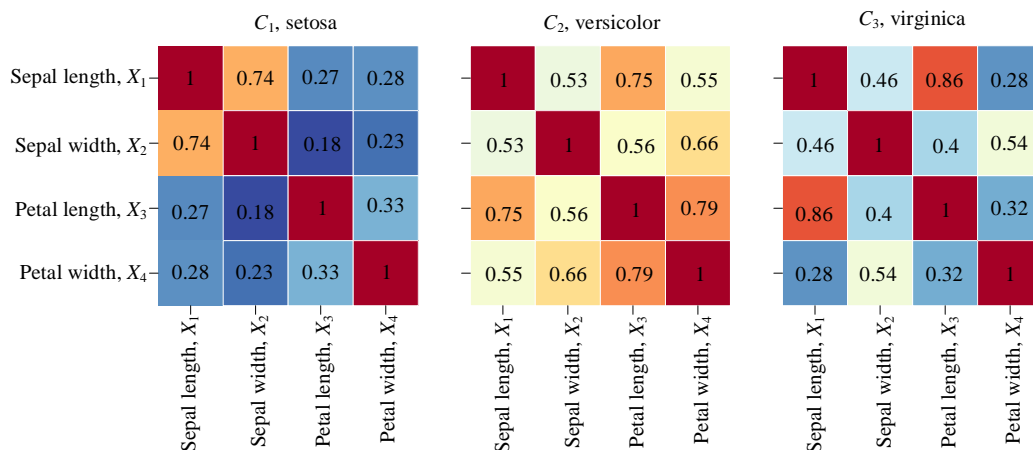 C1, setosa
C2, versicolor
C3, virginica
Sepal length, X1
1 0.74 0.27 0.28
1 0.53 0.75 0.55
1 0.46 0.86 0.28
Sepal width, X2
0.74 1 0.18 0.23
0.53 1 0.56 0.66
0.46 1 0.4 0.54
Petal length, X3
0.27 0.18 1 0.33
0.75 0.56 1 0.79
0.86 0.4 1 0.32
Petal width, X4
0.28 0.23 0.33 1
0.55 0.66 0.79 1
0.28 0.54 0.32 1
Sepal length, X1
Sepal width, X2
Petal length, X3
Petal width, X4
Sepal length, X1
Sepal width, X2
Petal length, X3
Petal width, X4
Sepal length, X1
Sepal width, X2
Petal length, X3
Petal width, X4